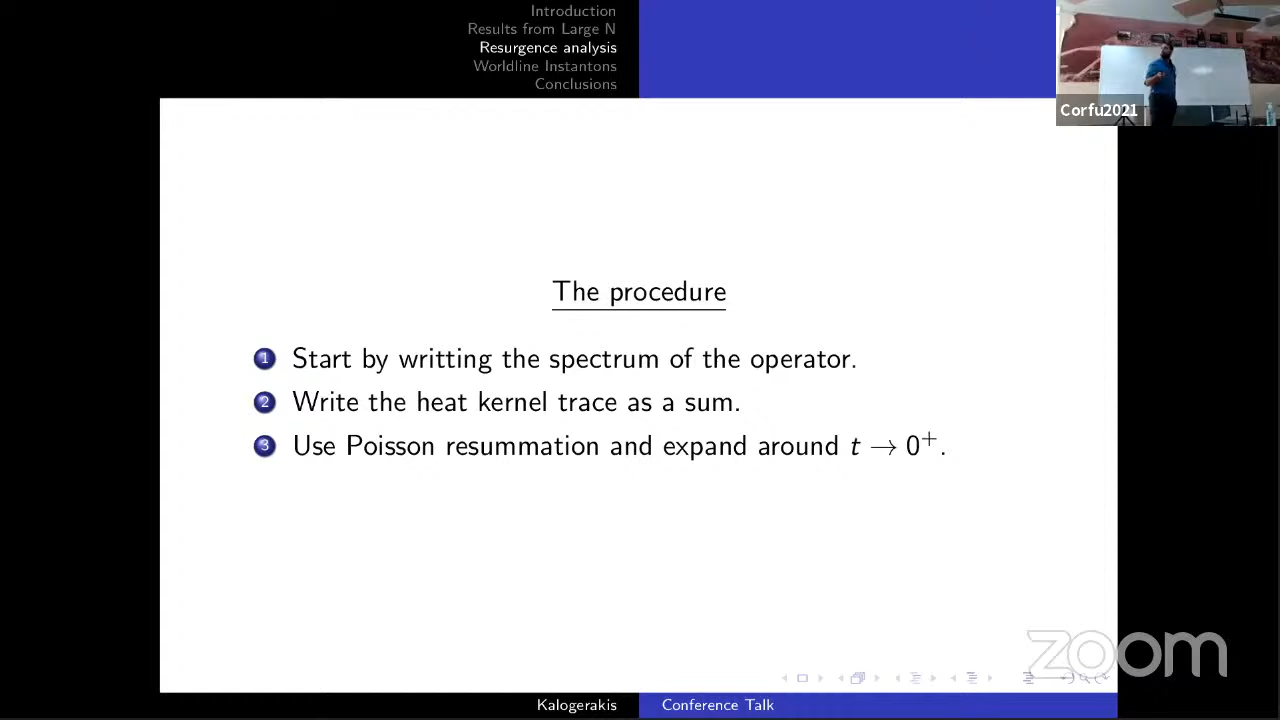 Introduction
Results from Large N
Resurgence analysis
Worldline Instantons
Conclusions
Corfu2021
The procedure
1 Start by writting the spectrum of the operator.
2 Write the heat kernel trace as a sum.
3 Use Poisson resummation and expand around t → 0⁺.
zoom
Kalogerakis
Conference Talk